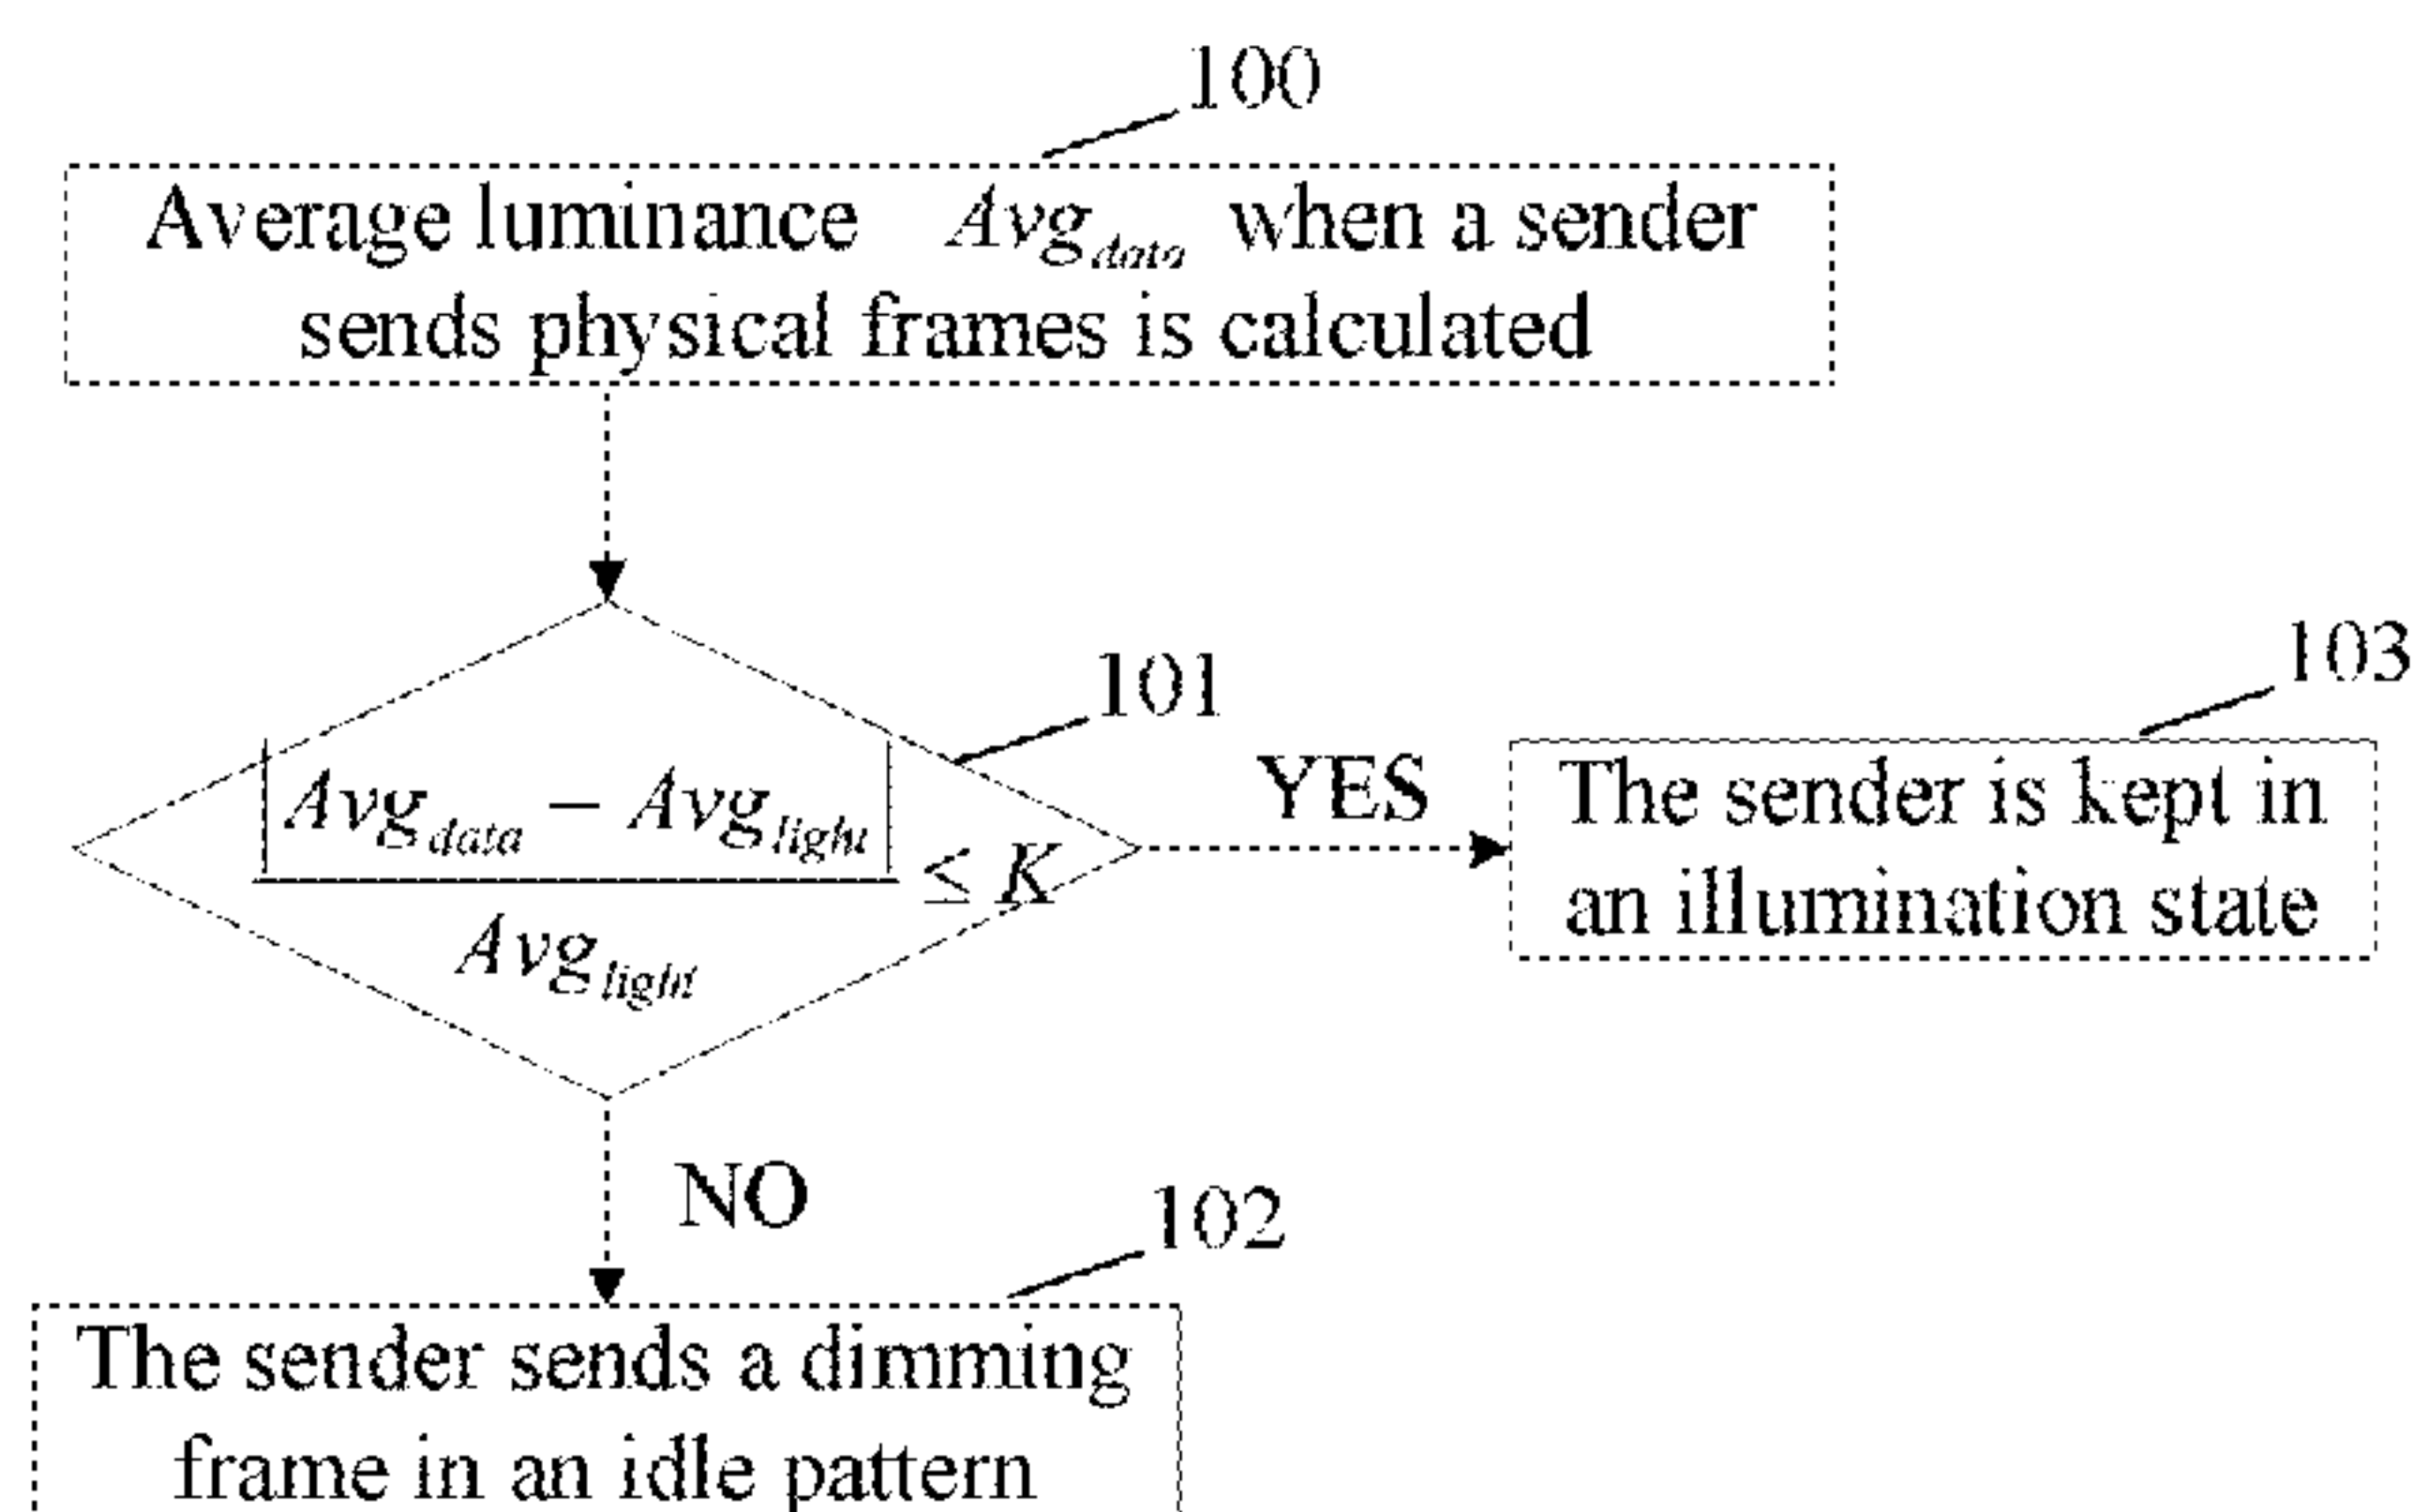 100
Average luminance Avg_data when a sender
sends physical frames is calculated
101
|Avg_data − Avg_light|
≤ K
Avg_light
YES
103
The sender is kept in
an illumination state
NO
102
The sender sends a dimming
frame in an idle pattern